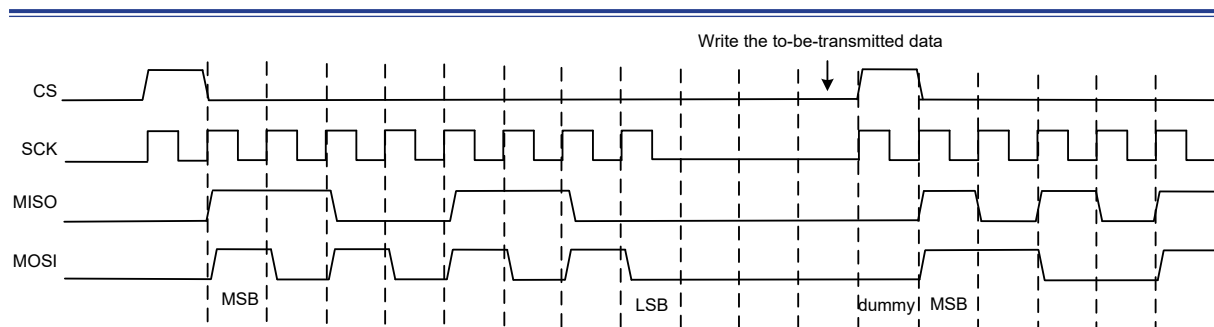 Write the to-be-transmitted data
CS
SCK
MISO
MOSI
MSB LSB dummy MSB